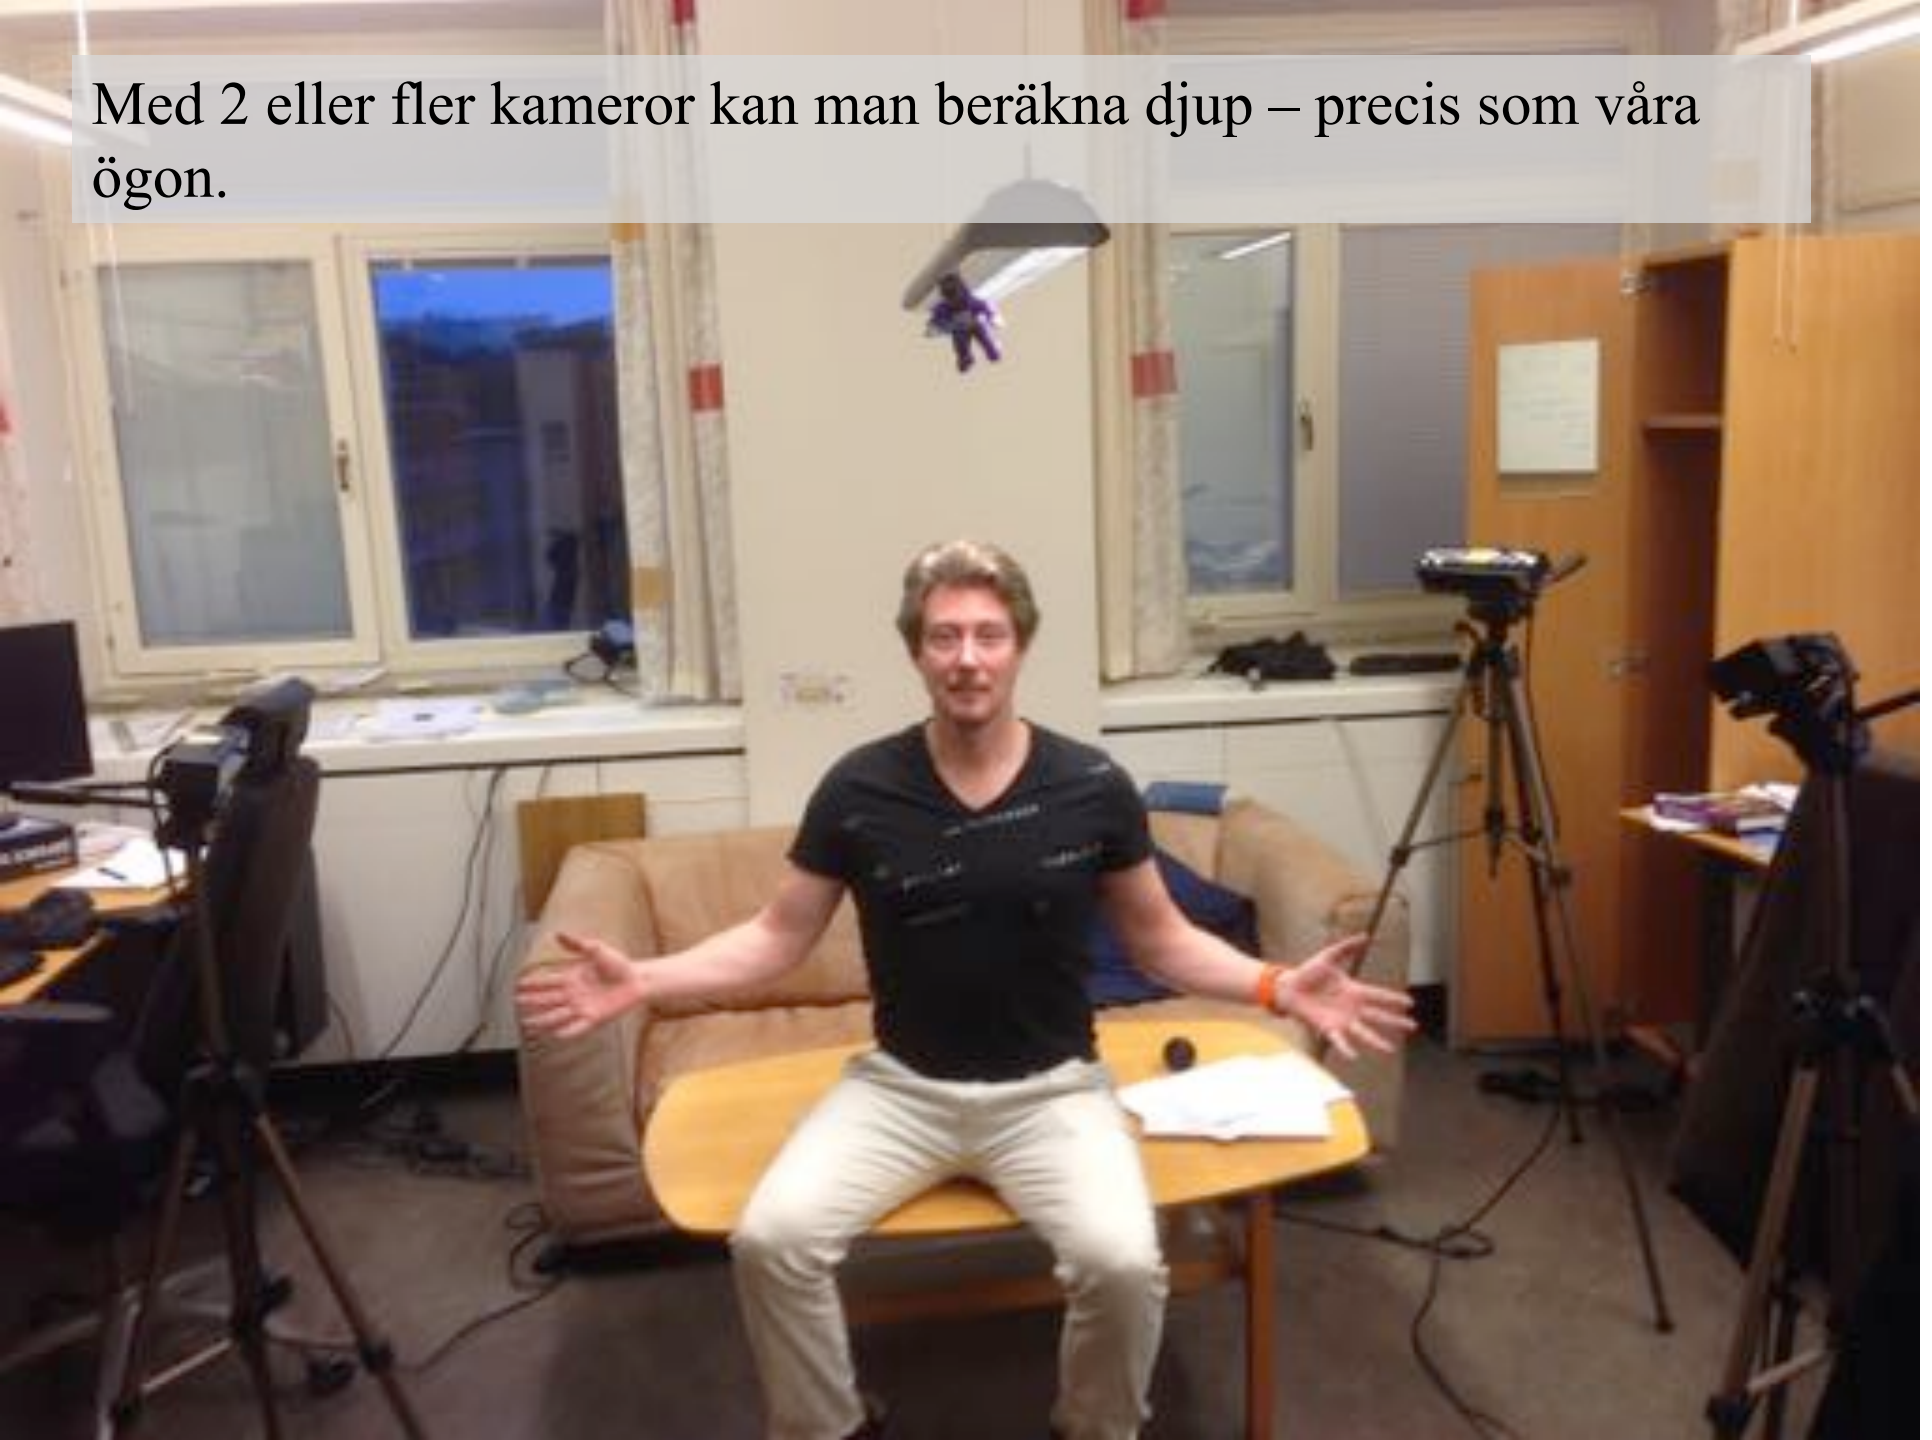 Med 2 eller fler kameror kan man beräkna djup – precis som våra
ögon.